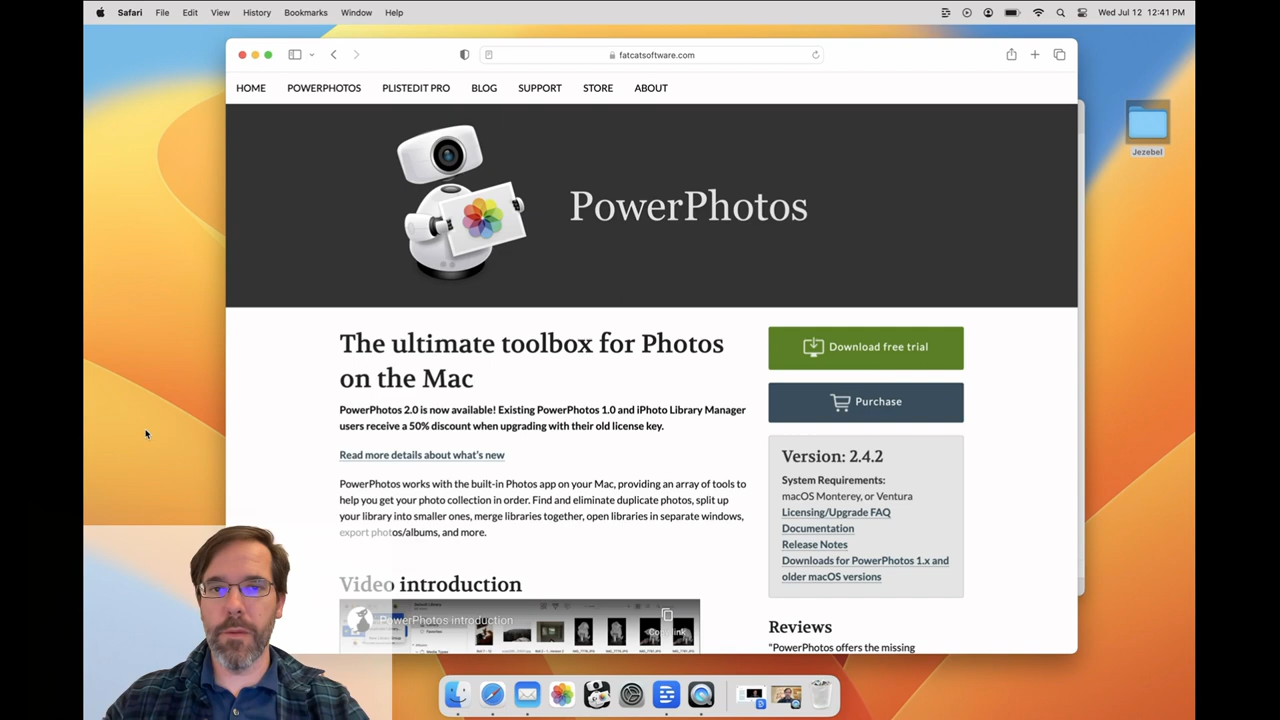 Safari File Edit View History Bookmarks Window Help
Wed Jul 12 12:41 PM
fatcatsoftware.com
HOME POWERPHOTOS PLISTEDIT PRO BLOG SUPPORT STORE ABOUT
PowerPhotos
Jezebel
The ultimate toolbox for Photos
on the Mac
PowerPhotos 2.0 is now available! Existing PowerPhotos 1.0 and iPhoto Library Manager
users receive a 50% discount when upgrading with their old license key.
Read more details about what's new
PowerPhotos works with the built-in Photos app on your Mac, providing an array of tools to
help you get your photo collection in order. Find and eliminate duplicate photos, split up
your library into smaller ones, merge libraries together, open libraries in separate windows,
export photos/albums, and more.
Video introduction
PowerPhotos introduction
Copy link
Download free trial
Purchase
Version: 2.4.2
System Requirements:
macOS Monterey, or Ventura
Licensing/Upgrade FAQ
Documentation
Release Notes
Downloads for PowerPhotos 1.x and
older macOS versions
Reviews
"PowerPhotos offers the missing